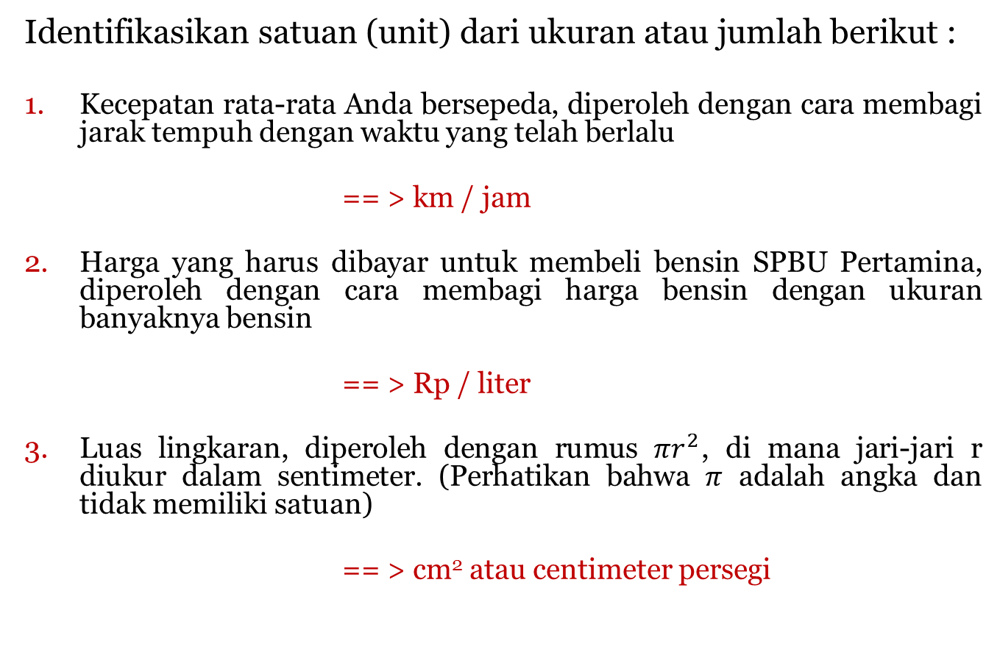 Identifikasikan satuan (unit) dari ukuran atau jumlah berikut :
1. Kecepatan rata-rata Anda bersepeda, diperoleh dengan cara membagi
jarak tempuh dengan waktu yang telah berlalu
== > km / jam
2. Harga yang harus dibayar untuk membeli bensin SPBU Pertamina,
diperoleh dengan cara membagi harga bensin dengan ukuran
banyaknya bensin
== > Rp / liter
3. Luas lingkaran, diperoleh dengan rumus 𝜋𝑟², di mana jari-jari r
diukur dalam sentimeter. (Perhatikan bahwa 𝜋 adalah angka dan
tidak memiliki satuan)
== > cm² atau centimeter persegi